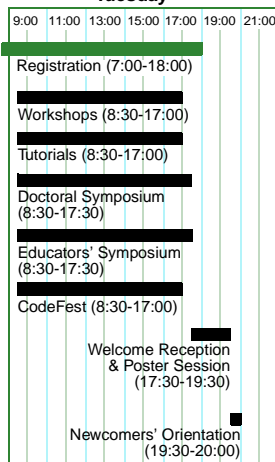 Tuesday
9:00 11:00 13:00 15:00 17:00 19:00 21:00
Registration (7:00-18:00)
Workshops (8:30-17:00)
Tutorials (8:30-17:00)
Doctoral Symposium
(8:30-17:30)
Educators' Symposium
(8:30-17:30)
CodeFest (8:30-17:00)
Welcome Reception
& Poster Session
(17:30-19:30)
Newcomers' Orientation
(19:30-20:00)